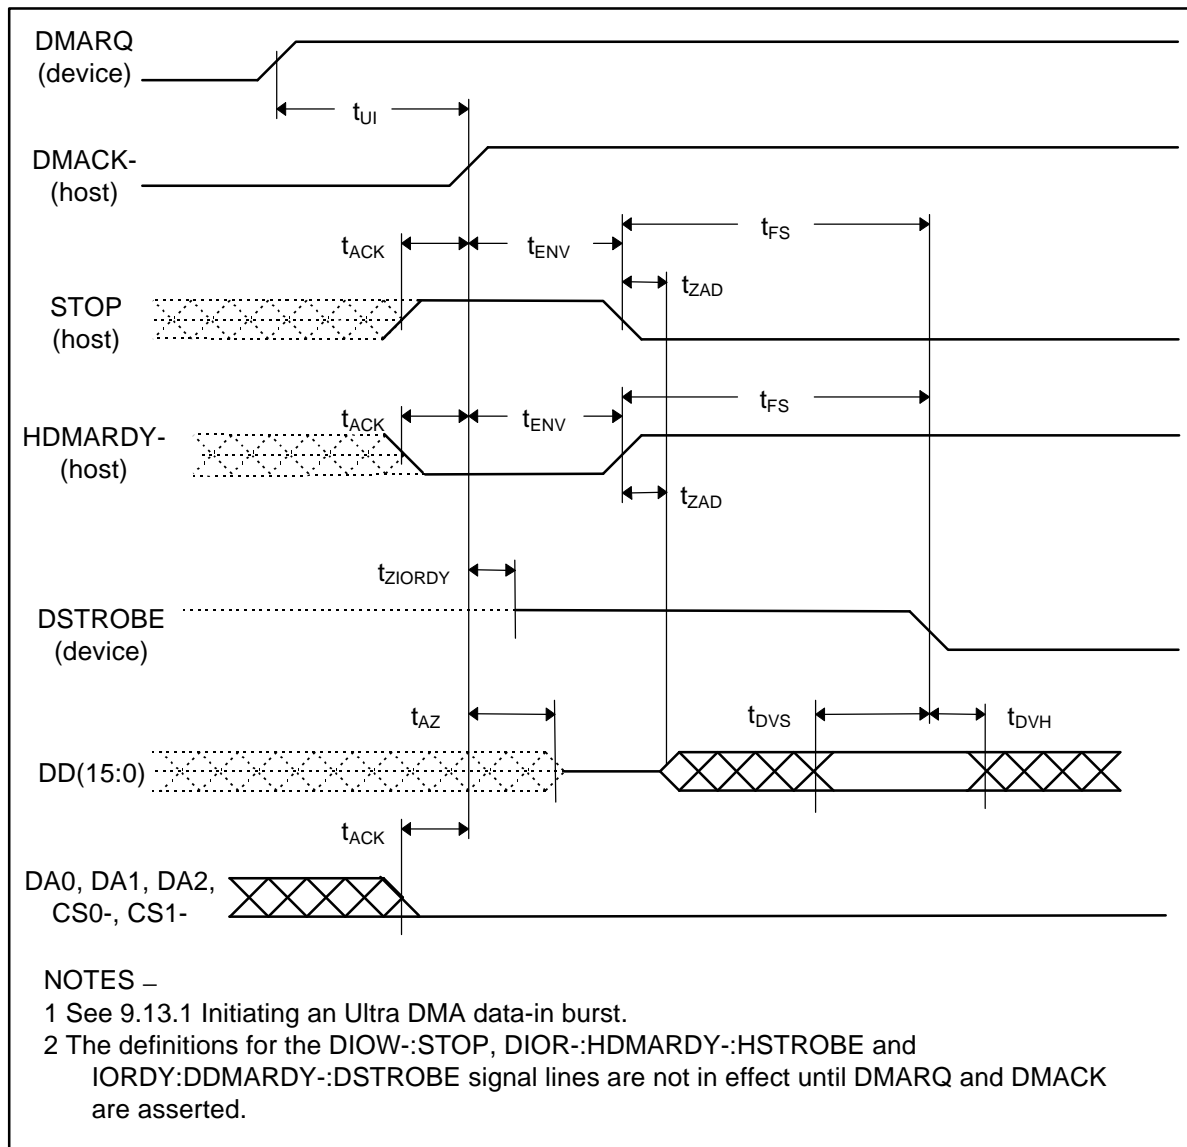 DMARQ
(device)
tUI
DMACK-
(host)
tFS
tACK
tENV
tZAD
STOP
(host)
tFS
tACK
tENV
HDMARDY-
(host)
tZAD
tZIORDY
DSTROBE
(device)
tAZ
tDVS
tDVH
DD(15:0)
tACK
DA0, DA1, DA2,
CS0-, CS1-
NOTES –
1 See 9.13.1 Initiating an Ultra DMA data-in burst.
2 The definitions for the DIOW-:STOP, DIOR-:HDMARDY-:HSTROBE and
IORDY:DDMARDY-:DSTROBE signal lines are not in effect until DMARQ and DMACK
are asserted.